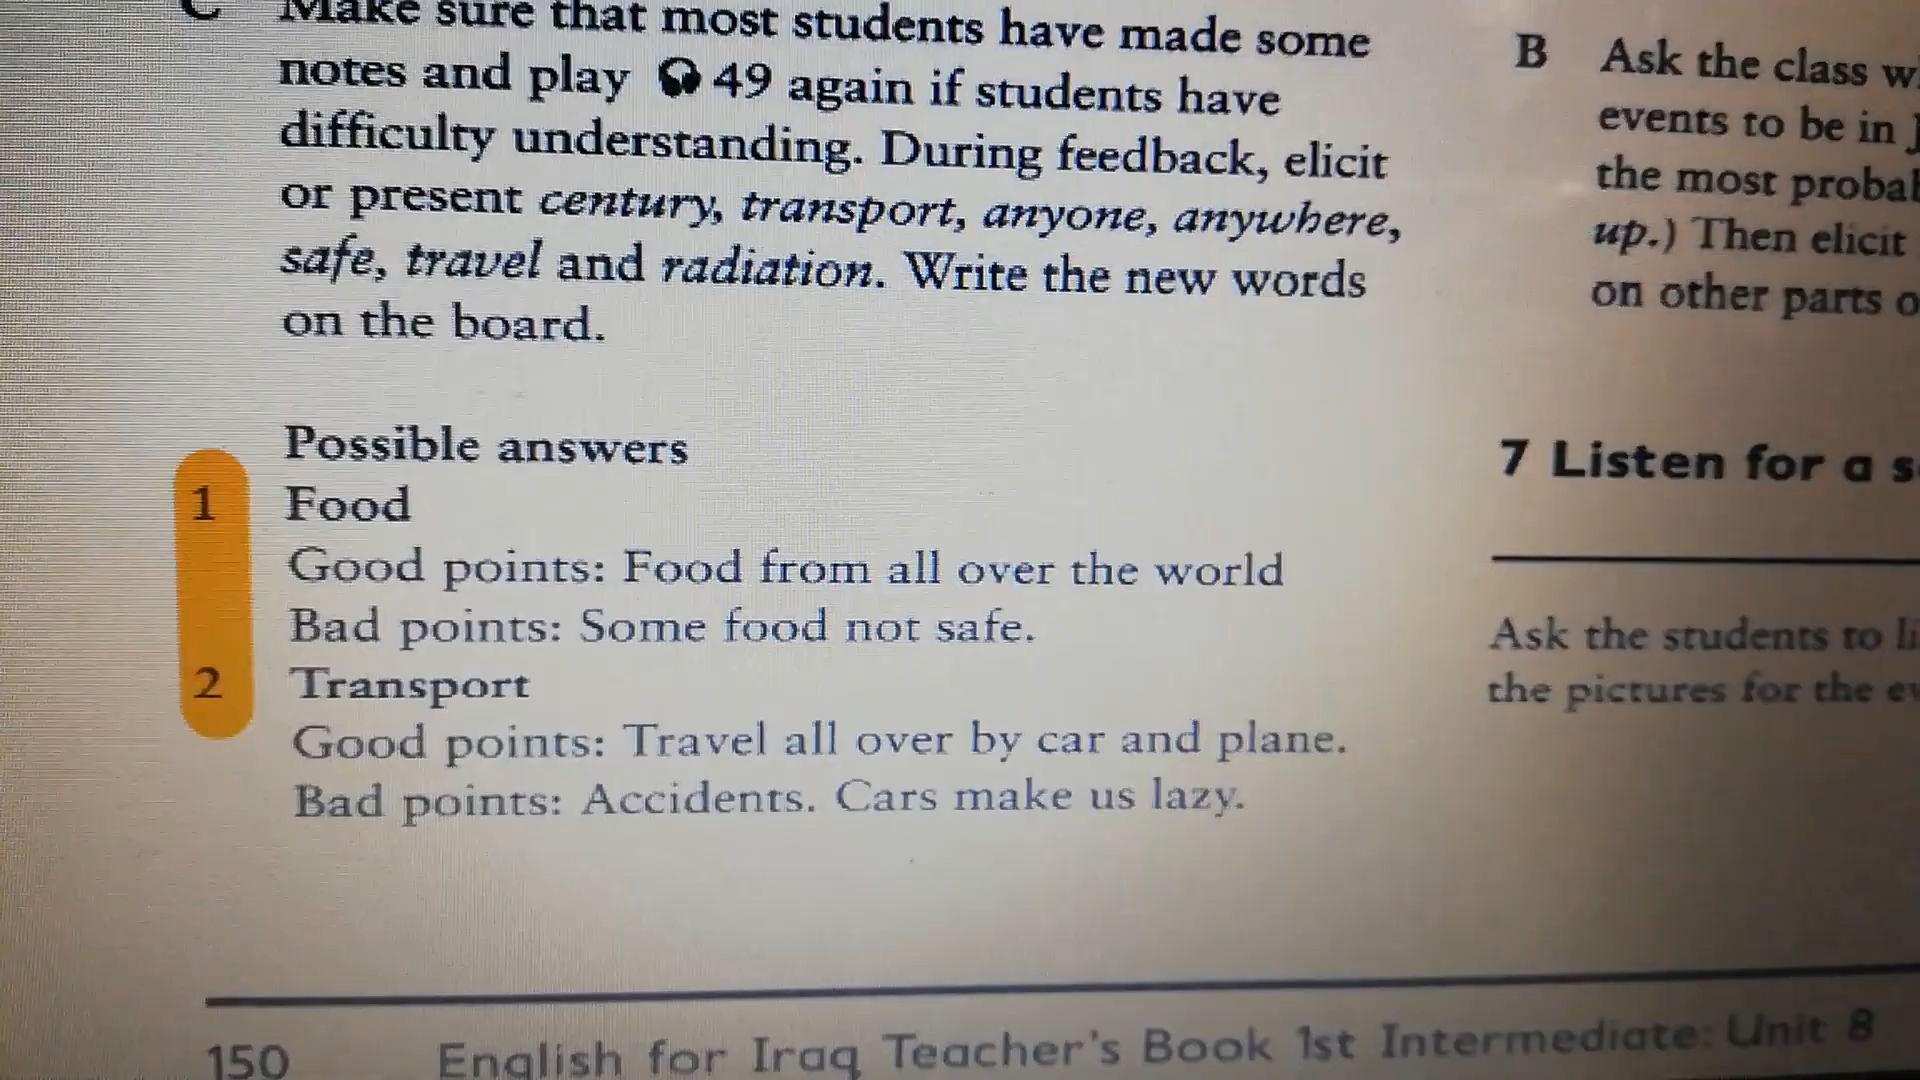 C Make sure that most students have made some
notes and play 49 again if students have
difficulty understanding. During feedback, elicit
or present century, transport, anyone, anywhere,
safe, travel and radiation. Write the new words
on the board.
Possible answers
1 Food
Good points: Food from all over the world
Bad points: Some food not safe.
2 Transport
Good points: Travel all over by car and plane.
Bad points: Accidents. Cars make us lazy.
150 English for Iraq Teacher's Book 1st Intermediate: Unit 8
B Ask the class
events to be in
the most
up.) Then elicit
on other parts
7 Listen for a
Ask the students to
the pictures for the